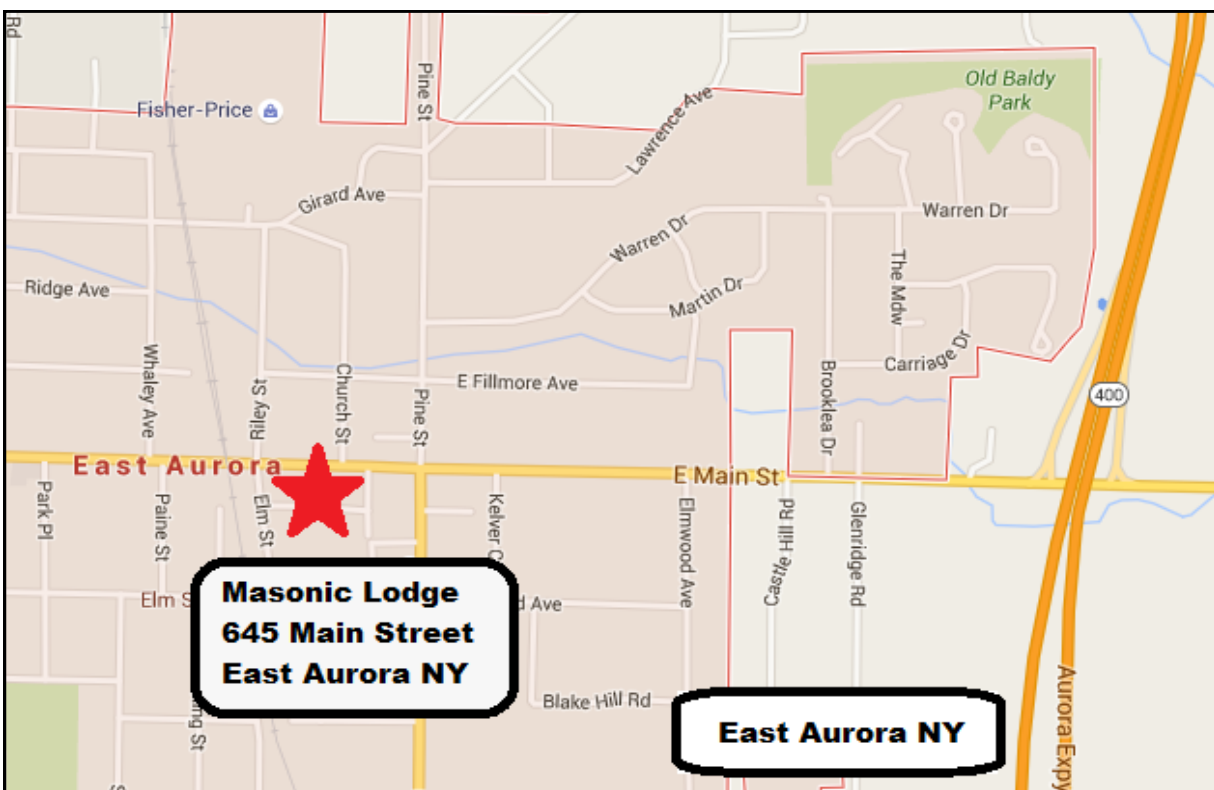 Rd
Pine St
Old Baldy
Park
Fisher-Price
Lawrence Ave
Girard Ave
Warren Dr
Warren Dr
The Mdw
Ridge Ave
Martin Dr
Whaley Ave
Riley St
Church St
Pine St
E Fillmore Ave
Brooklea Dr
Carriage Dr
400
East Aurora
E Main St
Park Pl
Paine St
Elm St
Kelver C
Elmwood Ave
Castle Hill Rd
Glenridge Rd
Elm S
d Ave
Masonic Lodge
645 Main Street
East Aurora NY
Blake Hill Rd
ng St
East Aurora NY
Aurora Expy